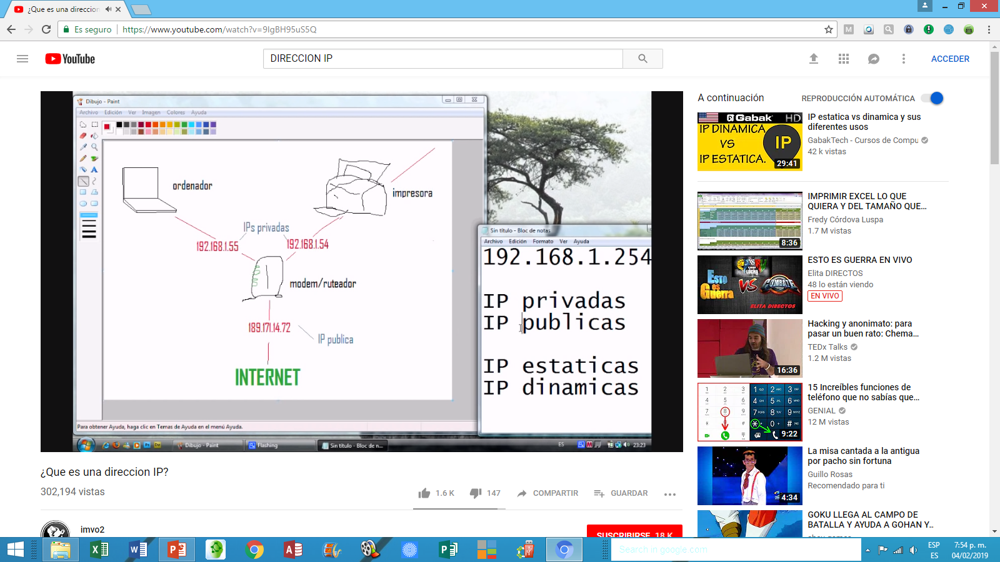 ¿Que es una direccion
Es seguro
https://www.youtube.com/watch?v=9IgBH95uS5Q
YouTube
DIRECCION IP
ACCEDER
Dibujo - Paint
Archivo Edición Ver Imagen Colores Ayuda
ordenador
impresora
IPs privadas
192.168.1.55
192.168.1.54
modem/ruteador
189.171.14.72
IP publica
INTERNET
Para obtener Ayuda, haga clic en Temas de Ayuda en el menú Ayuda.
Sin título - Bloc de notas
Archivo Edición Formato Ver Ayuda
192.168.1.254
IP privadas
IP publicas
IP estaticas
IP dinamicas
Dibujo - Paint
Flashing
Sin título - Bloc de n...
ES
23:23
¿Que es una direccion IP?
302,194 vistas
1.6 K
147
COMPARTIR
GUARDAR
imvo2
SUSCRIBIRSE 18 K
A continuación
REPRODUCCIÓN AUTOMÁTICA
Gabak HD
IP DINAMICA
VS
IP ESTATICA.
IP
29:41
IP estatica vs dinamica y sus
diferentes usos
GabakTech - Cursos de Compu
42 k vistas
8:36
IMPRIMIR EXCEL LO QUE
QUIERA Y DEL TAMAÑO QUE...
Fredy Córdova Luspa
1.7 M vistas
Esto
es
Guerra
VS
COMBATE
ELITA DIRECTOS
ESTO ES GUERRA EN VIVO
Elita DIRECTOS
48 lo están viendo
EN VIVO
16:36
Hacking y anonimato: para
pasar un buen rato: Chema...
TEDx Talks
1.2 M vistas
9:22
15 Increíbles funciones de
teléfono que no sabías que...
GENIAL
12 M vistas
4:34
La misa cantada a la antigua
por pacho sin fortuna
Guillo Rosas
Recomendado para ti
GOKU LLEGA AL CAMPO DE
BATALLA Y AYUDA A GOHAN Y...
Search in google.com
ESP
ES
7:54 p. m.
04/02/2019